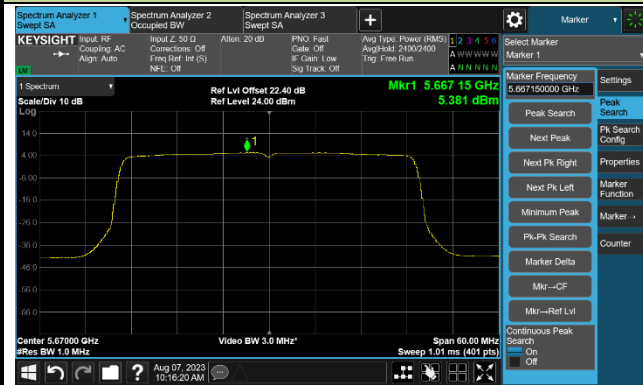 Spectrum Analyzer 1
Swept SA
Spectrum Analyzer 2
Occupied BW
Spectrum Analyzer 3
Swept SA
+
Marker
KEYSIGHT
Input: RF
Coupling: AC
Align: Auto
Input Z: 50 Ω
Corrections: Off
Freq Ref: Int (S)
NFE: Off
Atten: 20 dB
PNO: Fast
Gate: Off
IF Gain: Low
Sig Track: Off
Avg Type: Power (RMS)
Avg|Hold: 2400/2400
Trig: Free Run
1 2 3 4 5 6
A W W W W W
A N N N N N
LXI
Select Marker
Marker 1
1 Spectrum
Scale/Div 10 dB
Log
Ref Lvl Offset 22.40 dB
Ref Level 24.00 dBm
Mkr1 5.667 15 GHz
5.381 dBm
Marker Frequency
5.667150000 GHz
Peak Search
Next Peak
Next Pk Right
Next Pk Left
Minimum Peak
Pk-Pk Search
Marker Delta
Mkr→CF
Mkr→Ref Lvl
Continuous Peak
Search
On
Off
Settings
Peak
Search
Pk Search
Config
Properties
Marker
Function
Marker→
Counter
14.0
4.00
-6.00
-16.0
-26.0
-36.0
-46.0
-56.0
-66.0
1
Center 5.67000 GHz
#Res BW 1.0 MHz
Video BW 3.0 MHz*
Span 60.00 MHz
Sweep 1.01 ms (401 pts)
?
Aug 07, 2023
10:16:20 AM